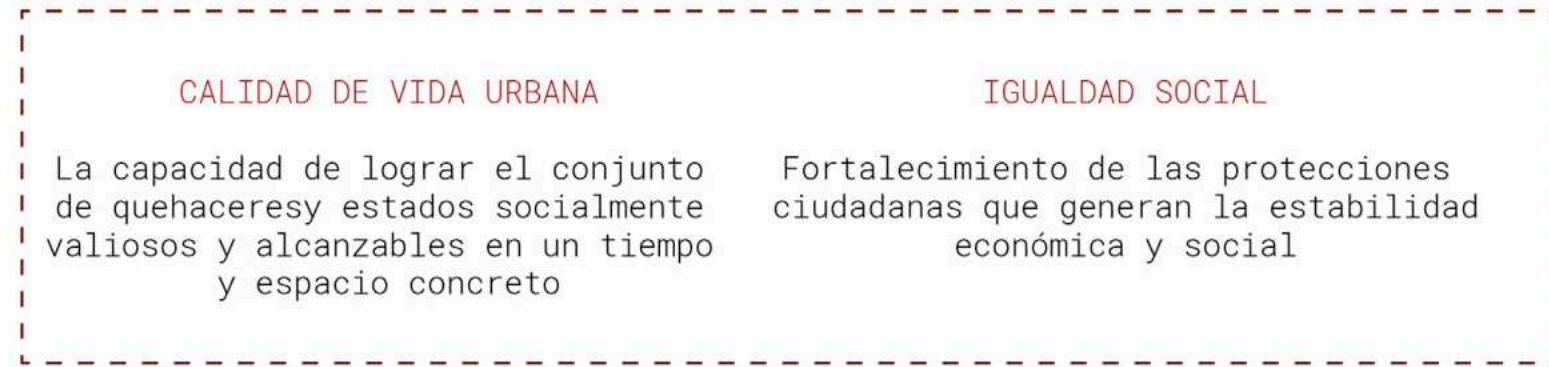 CALIDAD DE VIDA URBANA
La capacidad de lograr el conjunto
de quehaceresy estados socialmente
valiosos y alcanzables en un tiempo
y espacio concreto
IGUALDAD SOCIAL
Fortalecimiento de las protecciones
ciudadanas que generan la estabilidad
económica y social